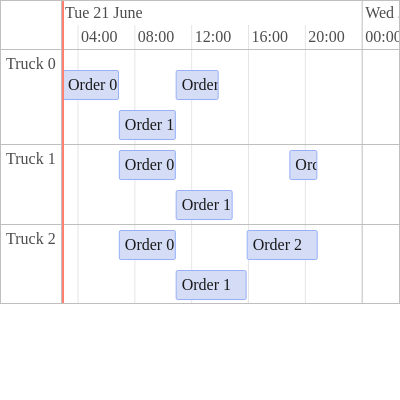 Tue 21 June Wed
04:00 08:00 12:00 16:00 20:00 00:00
Truck 0
Order 0 Order
Order 1
Truck 1
Order 0
Order 1
Truck 2
Order 0 Order 2
Order 1